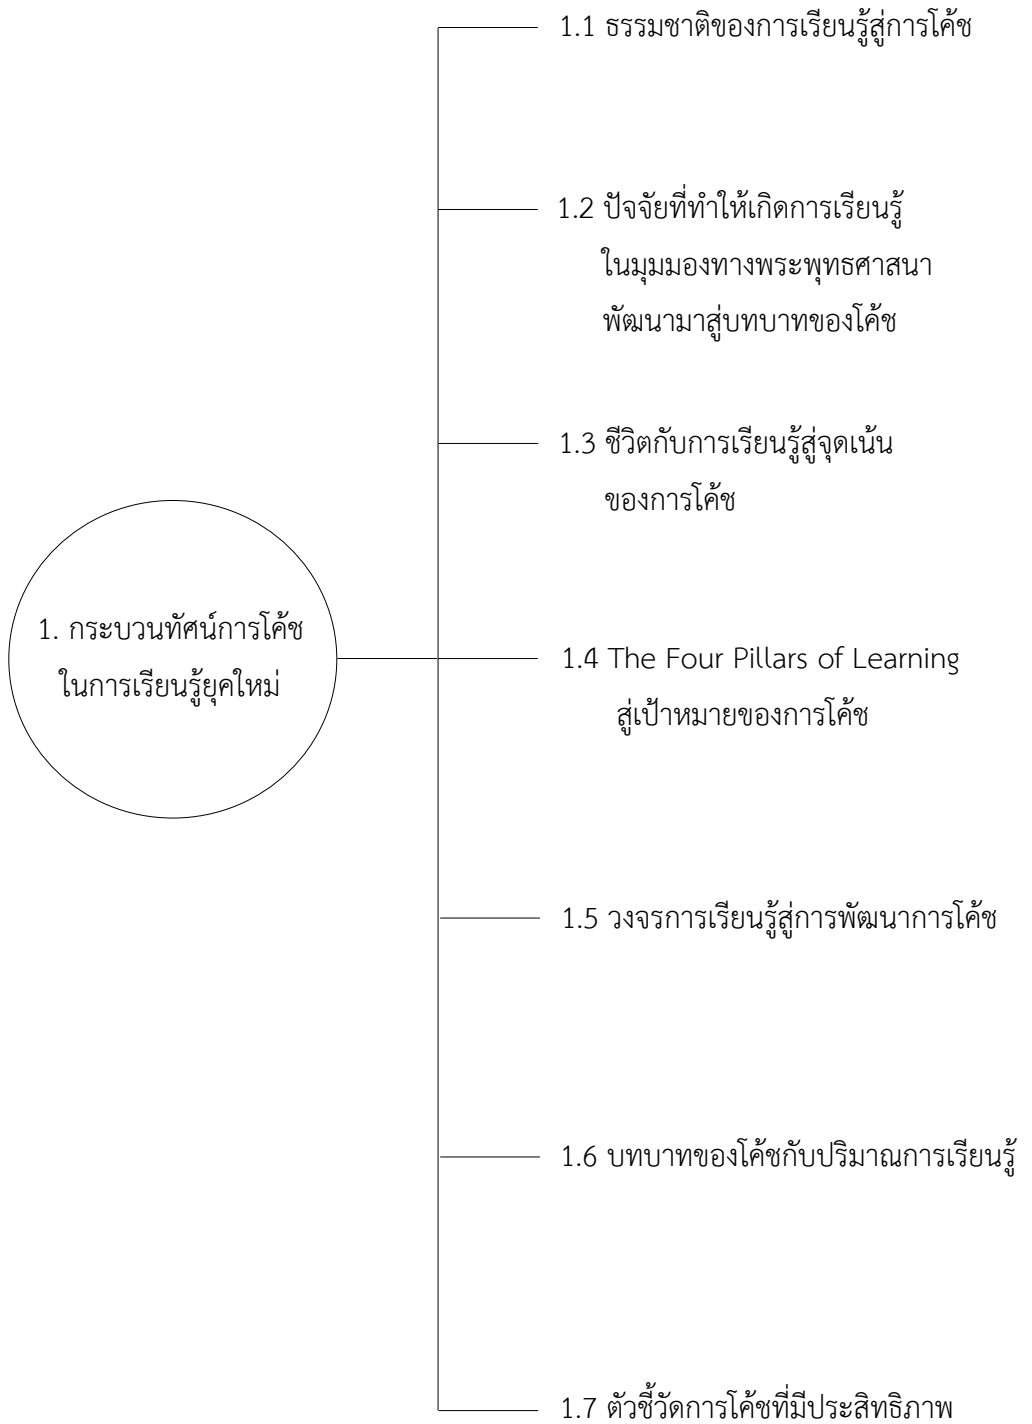 1.1 ธรรมชาติของการเรียนรู้สู่การโค้ช
1.2 ปัจจัยที่ทำให้เกิดการเรียนรู้
ในมุมมองทางพระพุทธศาสนา
พัฒนามาสู่บทบาทของโค้ช
1.3 ชีวิตกับการเรียนรู้สู่จุดเน้น
ของการโค้ช
1. กระบวนทัศน์การโค้ช
ในการเรียนรู้ยุคใหม่
1.4 The Four Pillars of Learning
สู่เป้าหมายของการโค้ช
1.5 วงจรการเรียนรู้สู่การพัฒนาการโค้ช
1.6 บทบาทของโค้ชกับปริมาณการเรียนรู้
1.7 ตัวชี้วัดการโค้ชที่มีประสิทธิภาพ